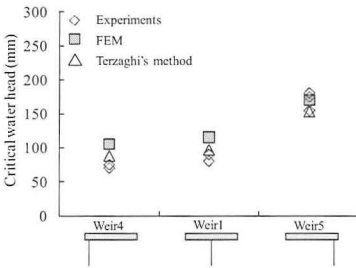 Critical water head (mm)
300
250
200
150
100
50
0
Experiments
FEM
Terzaghi's method
Weir4 Weir1 Weir5